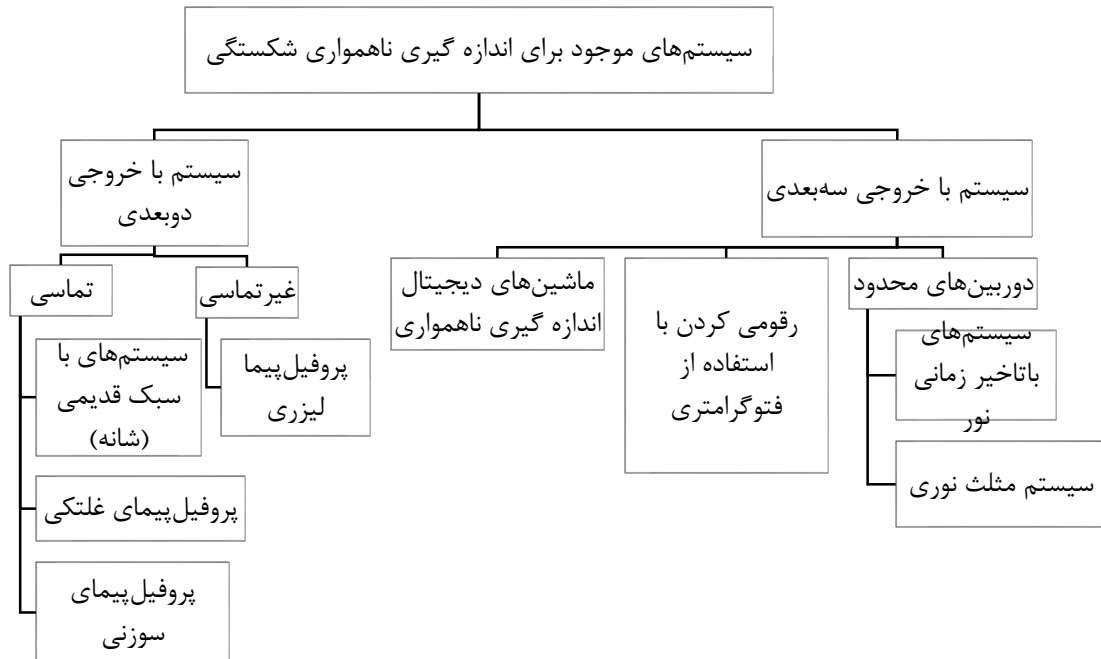 سیستم‌های موجود برای اندازه گیری ناهمواری شکستگی
سیستم با خروجی سه‌بعدی
دوربین‌های محدود
سیستم‌های
باتاخیر زمانی
نور
سیستم مثلث نوری
رقومی کردن با
استفاده از
فتوگرامتری
ماشین‌های دیجیتال
اندازه گیری ناهمواری
سیستم با خروجی
دوبعدی
غیرتماسی
پروفیل‌پیما
لیزری
تماسی
سیستم‌های با
سبک قدیمی
(شانه)
پروفیل‌پیمای غلتکی
پروفیل‌پیمای
سوزنی